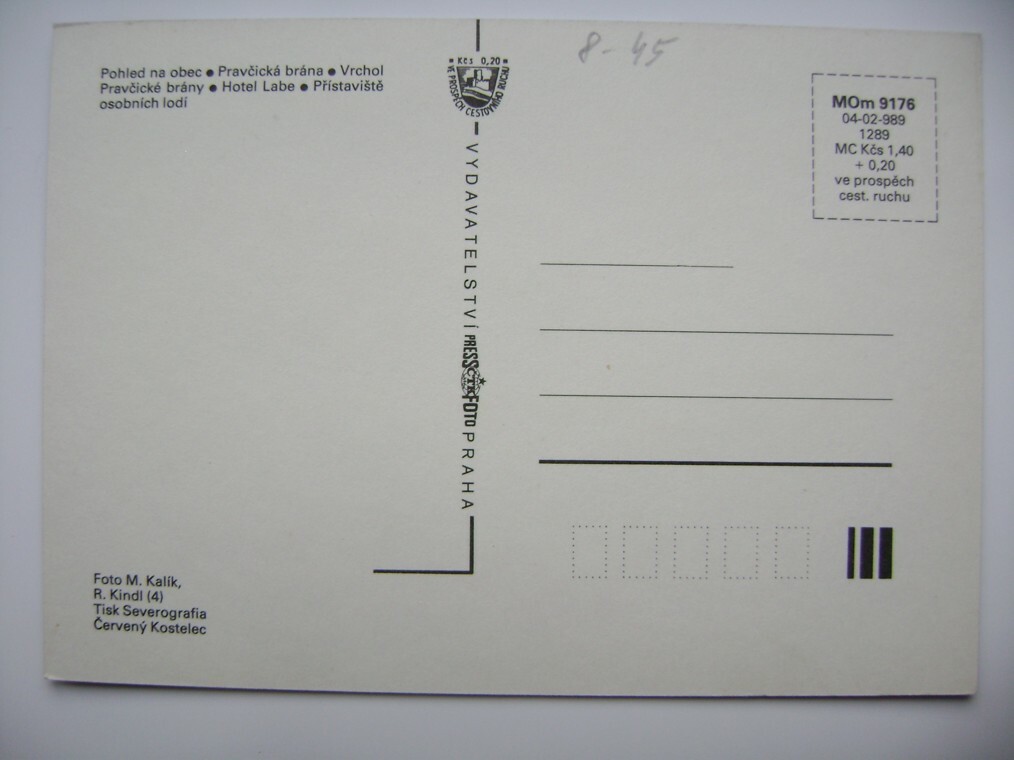 8-45
Pohled na obec ● Pravčická brána ● Vrchol
Pravčické brány ● Hotel Labe ● Přístaviště
osobních lodí
Kčs 0,20
VE PROSPĚCH CESTOVNÍHO RUCHU
MOm 9176
04-02-989
1289
MC Kčs 1,40
+ 0,20
ve prospěch
cest. ruchu
VYDAVATELSTVÍ PRESSFOTO PRAHA
ČTK
Foto M. Kalík,
R. Kindl (4)
Tisk Severografia
Červený Kostelec